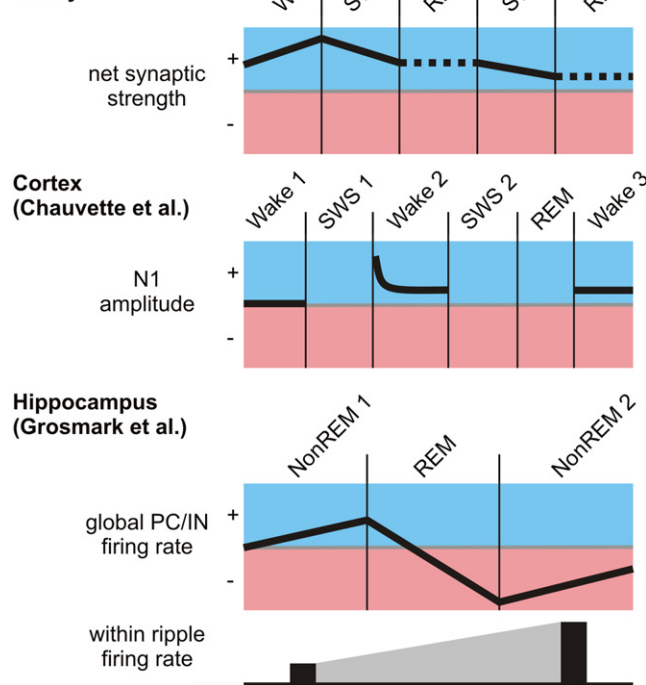 +
net synaptic
strength
-
Cortex
(Chauvette et al.)
Wake 1
SWS 1
Wake 2
SWS 2
REM
Wake 3
+
N1
amplitude
-
Hippocampus
(Grosmark et al.)
NonREM 1
REM
NonREM 2
+
global PC/IN
firing rate
-
within ripple
firing rate